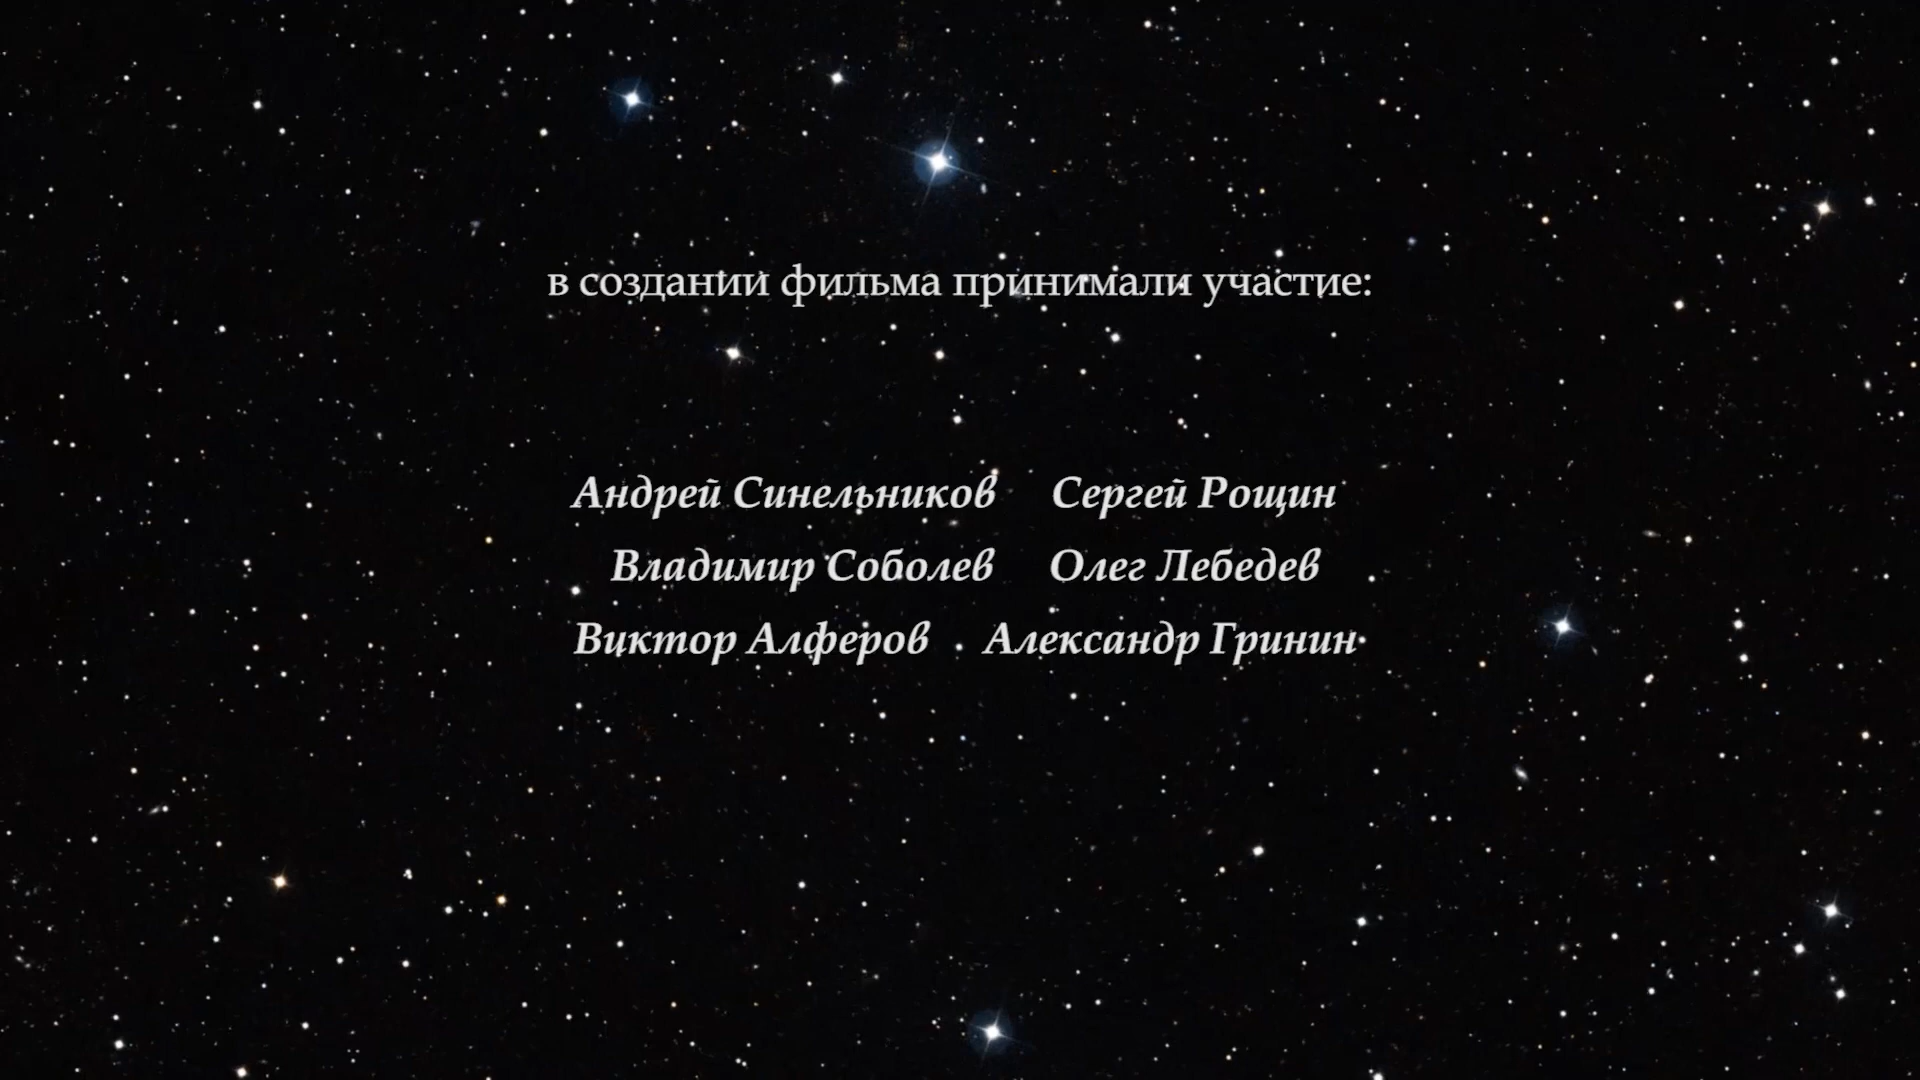 в создании фильма принимали участие:
Андрей Синельников Сергей Рощин
Владимир Соболев Олег Лебедев
Виктор Алферов Александр Гринин